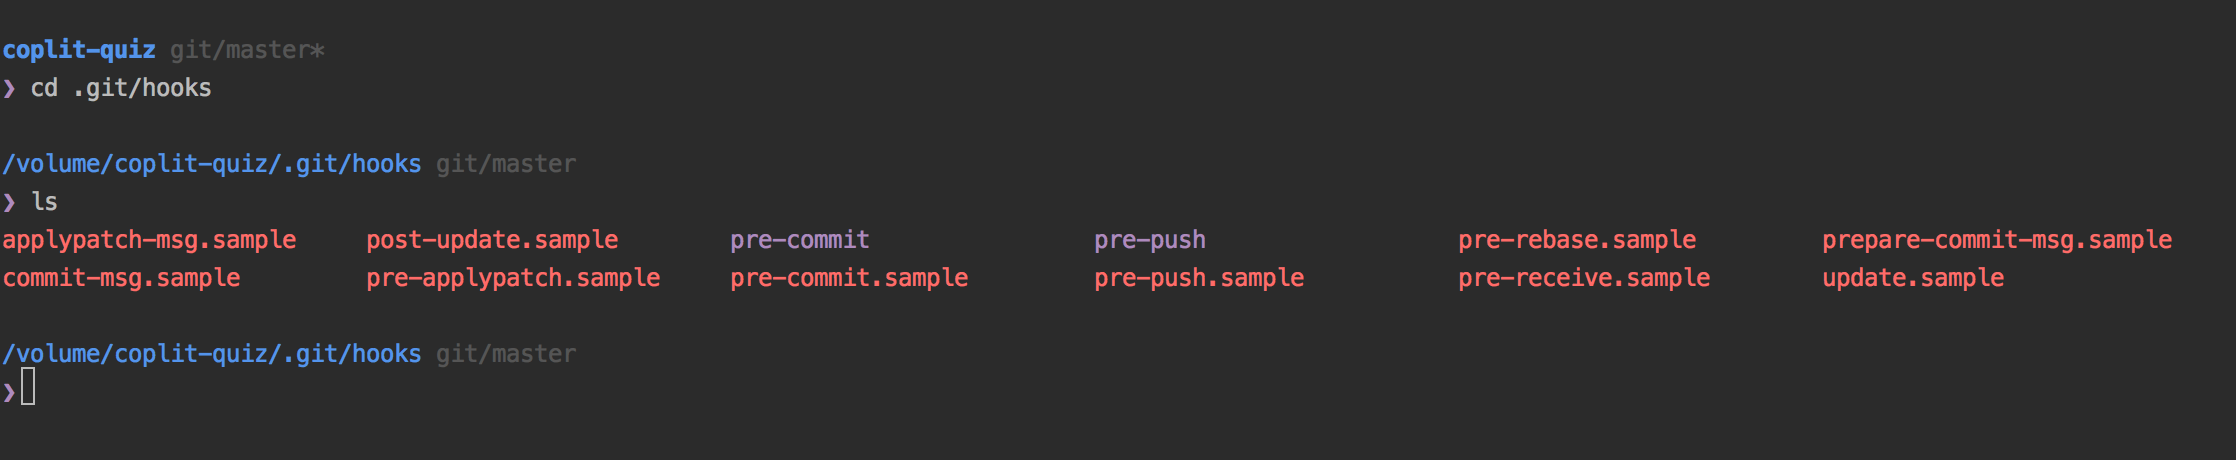 coplit-quiz git/master*
❯ cd .git/hooks
/volume/coplit-quiz/.git/hooks git/master
❯ ls
applypatch-msg.sample post-update.sample pre-commit pre-push pre-rebase.sample prepare-commit-msg.sample
commit-msg.sample pre-applypatch.sample pre-commit.sample pre-push.sample pre-receive.sample update.sample
/volume/coplit-quiz/.git/hooks git/master
❯